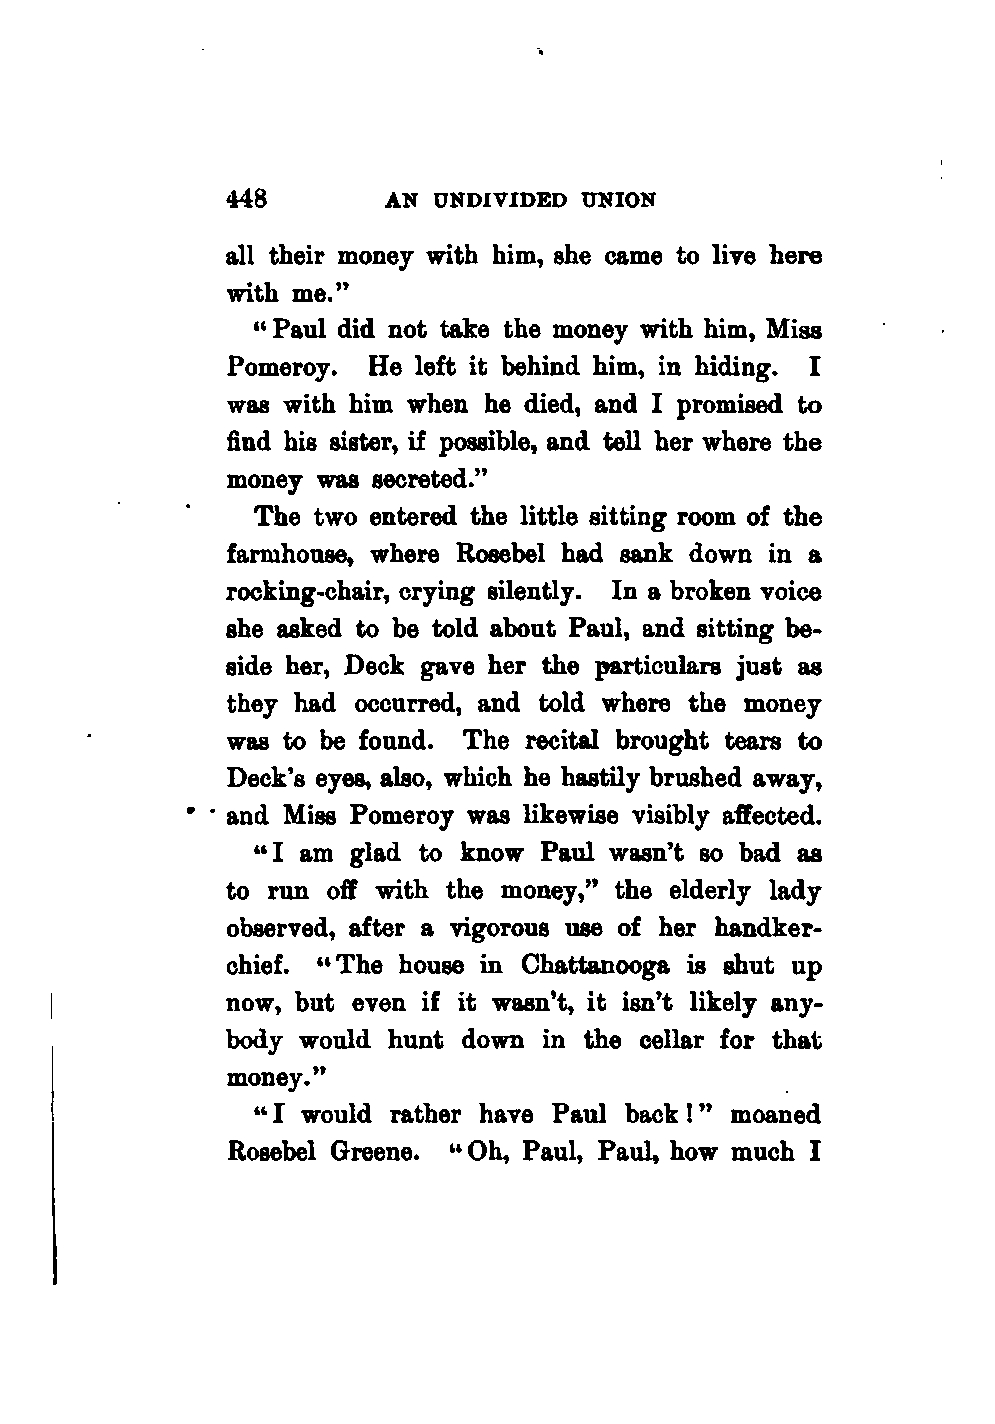 448 AN UNDIVIDED UNION
all their money with him, she came to live here
with me."
"Paul did not take the money with him, Miss
Pomeroy. He left it behind him, in hiding. I
was with him when he died, and I promised to
find his sister, if possible, and tell her where the
money was secreted."
The two entered the little sitting room of the
farmhouse, where Rosebel had sank down in a
rocking-chair, crying silently. In a broken voice
she asked to be told about Paul, and sitting be-
side her, Deck gave her the particulars just as
they had occurred, and told where the money
was to be found. The recital brought tears to
Deck's eyes, also, which he hastily brushed away,
and Miss Pomeroy was likewise visibly affected.
"I am glad to know Paul wasn't so bad as
to run off with the money," the elderly lady
observed, after a vigorous use of her handker-
chief. "The house in Chattanooga is shut up
now, but even if it wasn't, it isn't likely any-
body would hunt down in the cellar for that
money."
"I would rather have Paul back!" moaned
Rosebel Greene. "Oh, Paul, Paul, how much I